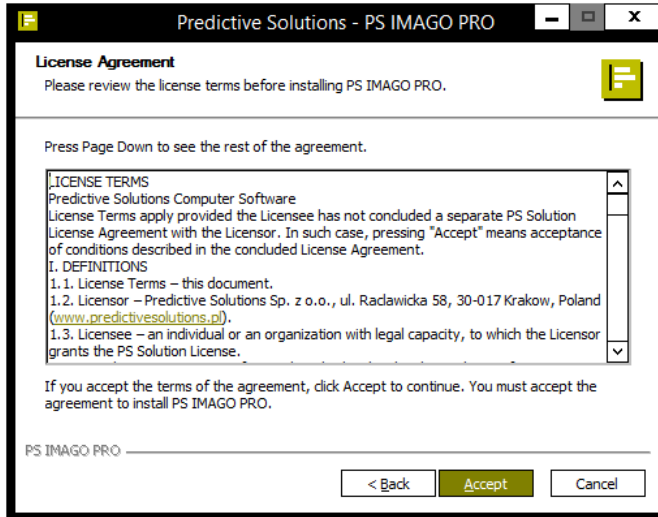 Predictive Solutions - PS IMAGO PRO
License Agreement
Please review the license terms before installing PS IMAGO PRO.
Press Page Down to see the rest of the agreement.
LICENSE TERMS
Predictive Solutions Computer Software
License Terms apply provided the Licensee has not concluded a separate PS Solution
License Agreement with the Licensor. In such case, pressing "Accept" means acceptance
of conditions described in the concluded License Agreement.
I. DEFINITIONS
1.1. License Terms – this document.
1.2. Licensor – Predictive Solutions Sp. z o.o., ul. Racławicka 58, 30-017 Krakow, Poland
(www.predictivesolutions.pl).
1.3. Licensee – an individual or an organization with legal capacity, to which the Licensor
grants the PS Solution License.
If you accept the terms of the agreement, click Accept to continue. You must accept the
agreement to install PS IMAGO PRO.
PS IMAGO PRO
< Back
Accept
Cancel